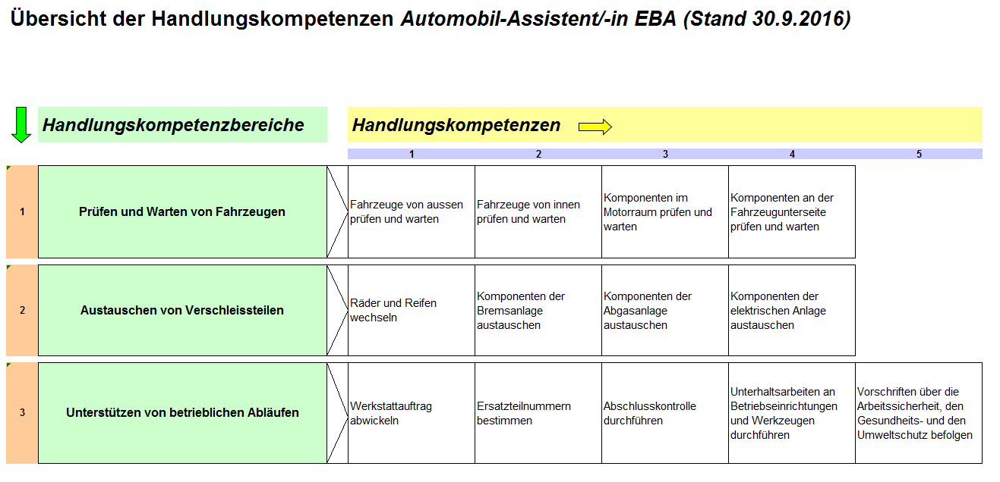 Übersicht der Handlungskompetenzen Automobil-Assistent/-in EBA (Stand 30.9.2016)
Handlungskompetenzbereiche
Handlungskompetenzen
1 2 3 4 5
1
Prüfen und Warten von Fahrzeugen
Fahrzeuge von aussen
prüfen und warten
Fahrzeuge von innen
prüfen und warten
Komponenten im
Motorraum prüfen und
warten
Komponenten an der
Fahrzeugunterseite
prüfen und warten
2
Austauschen von Verschleissteilen
Räder und Reifen
wechseln
Komponenten der
Bremsanlage
austauschen
Komponenten der
Abgasanlage
austauschen
Komponenten der
elektrischen Anlage
austauschen
3
Unterstützen von betrieblichen Abläufen
Werkstattauftrag
abwickeln
Ersatzteilnummern
bestimmen
Abschlusskontrolle
durchführen
Unterhaltsarbeiten an
Betriebseinrichtungen
und Werkzeugen
durchführen
Vorschriften über die
Arbeitssicherheit, den
Gesundheits- und den
Umweltschutz befolgen